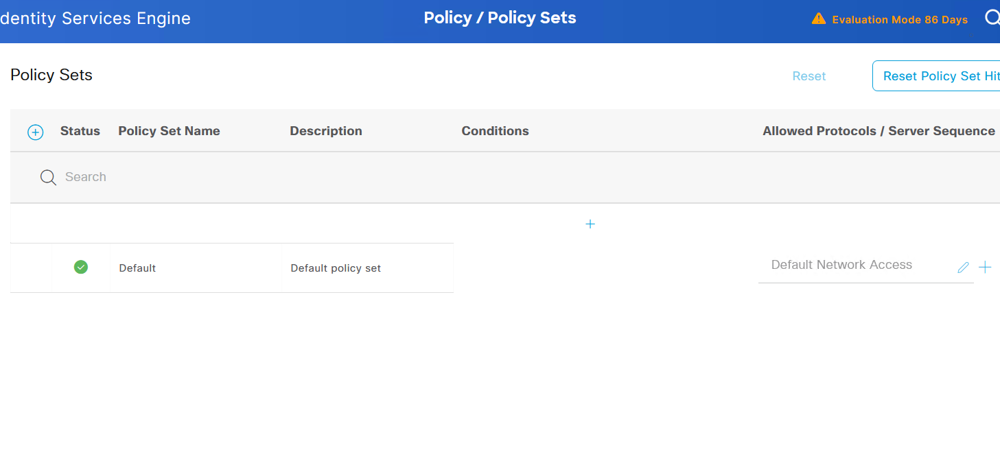 dentity Services Engine
Policy / Policy Sets
Evaluation Mode 86 Days
Policy Sets
Reset
Reset Policy Set Hit
Status Policy Set Name Description Conditions Allowed Protocols / Server Sequence
Search
+
Default Default policy set Default Network Access +